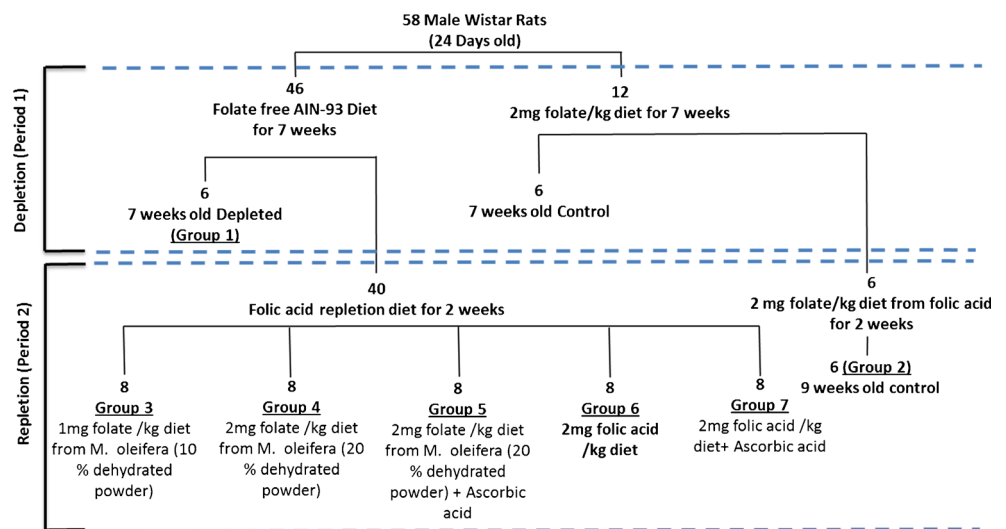 58 Male Wistar Rats
(24 Days old)
Depletion (Period 1)
46
Folate free AIN-93 Diet
for 7 weeks
12
2mg folate/kg diet for 7 weeks
6
7 weeks old Depleted
(Group 1)
6
7 weeks old Control
Repletion (Period 2)
40
Folic acid repletion diet for 2 weeks
6
2 mg folate/kg diet from folic acid
for 2 weeks
6 (Group 2)
9 weeks old control
8
Group 3
1mg folate /kg diet
from M. oleifera (10
% dehydrated
powder)
8
Group 4
2mg folate /kg diet
from M. oleifera (20
% dehydrated
powder)
8
Group 5
2mg folate /kg diet
from M. oleifera (20
% dehydrated
powder) + Ascorbic
acid
8
Group 6
2mg folic acid
/kg diet
8
Group 7
2mg folic acid /kg
diet+ Ascorbic acid